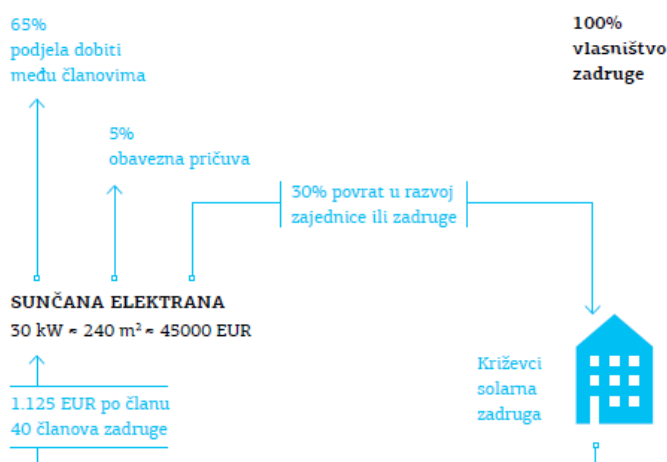 65%
podjela dobiti
među članovima
100%
vlasništvo
zadruge
5%
obavezna pričuva
30% povrat u razvoj
zajednice ili zadruge
SUNČANA ELEKTRANA
30 kW ≈ 240 m² ≈ 45000 EUR
1.125 EUR po članu
40 članova zadruge
Križevci
solarna
zadruga